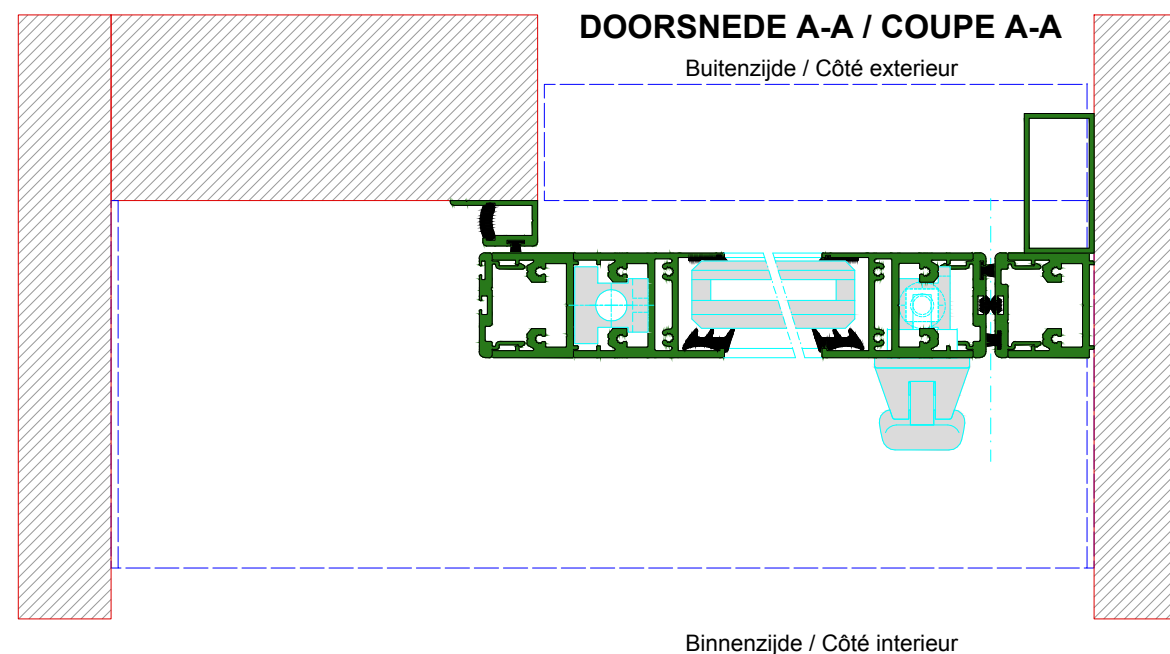 DOORSNEDE A-A / COUPE A-A
Buitenzijde / Côté exterieur
Binnenzijde / Côté interieur